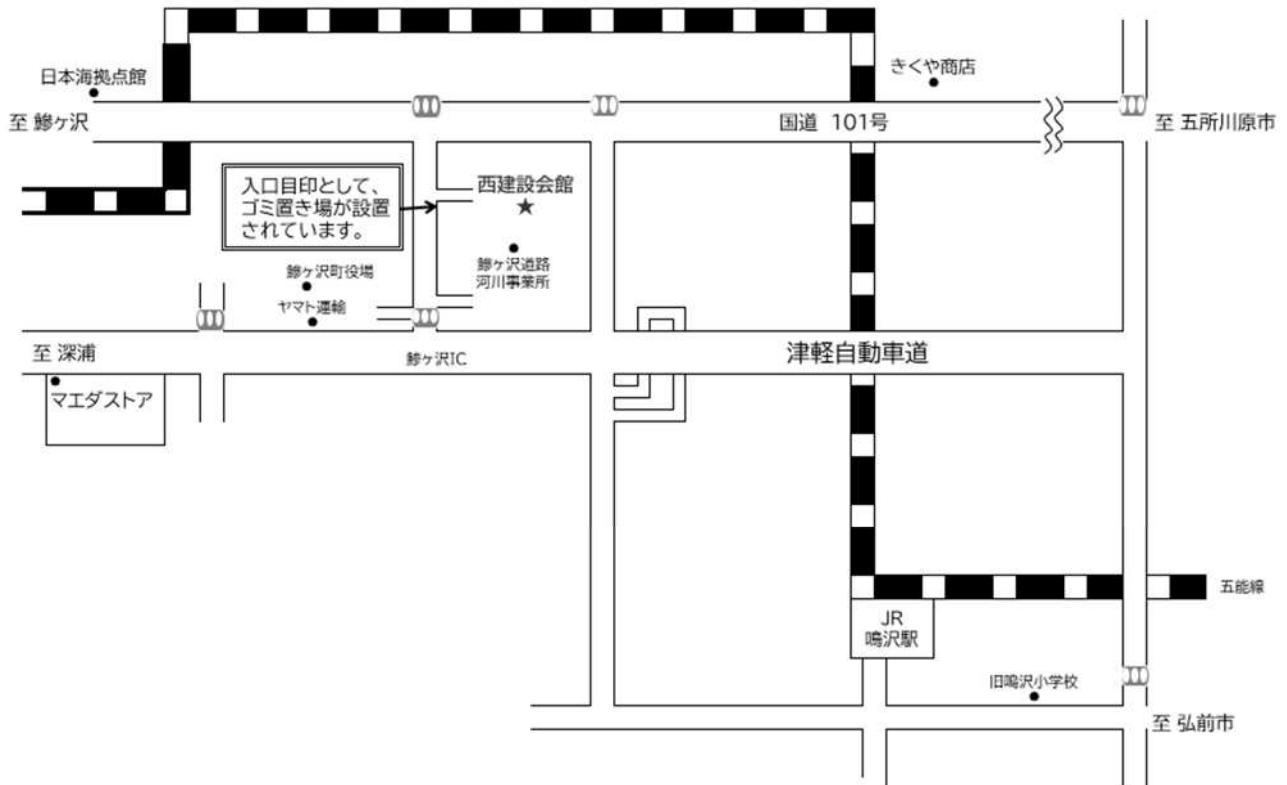 日本海拠点館
きくや商店
至 鰺ヶ沢
国道 101号
至 五所川原市
入口目印として、
ゴミ置き場が設置
されています。
西建設会館
鰺ヶ沢道路
河川事業所
鰺ヶ沢町役場
ヤマト運輸
至 深浦
鰺ヶ沢IC
津軽自動車道
マエダストア
五能線
JR
鳴沢駅
旧鳴沢小学校
至 弘前市